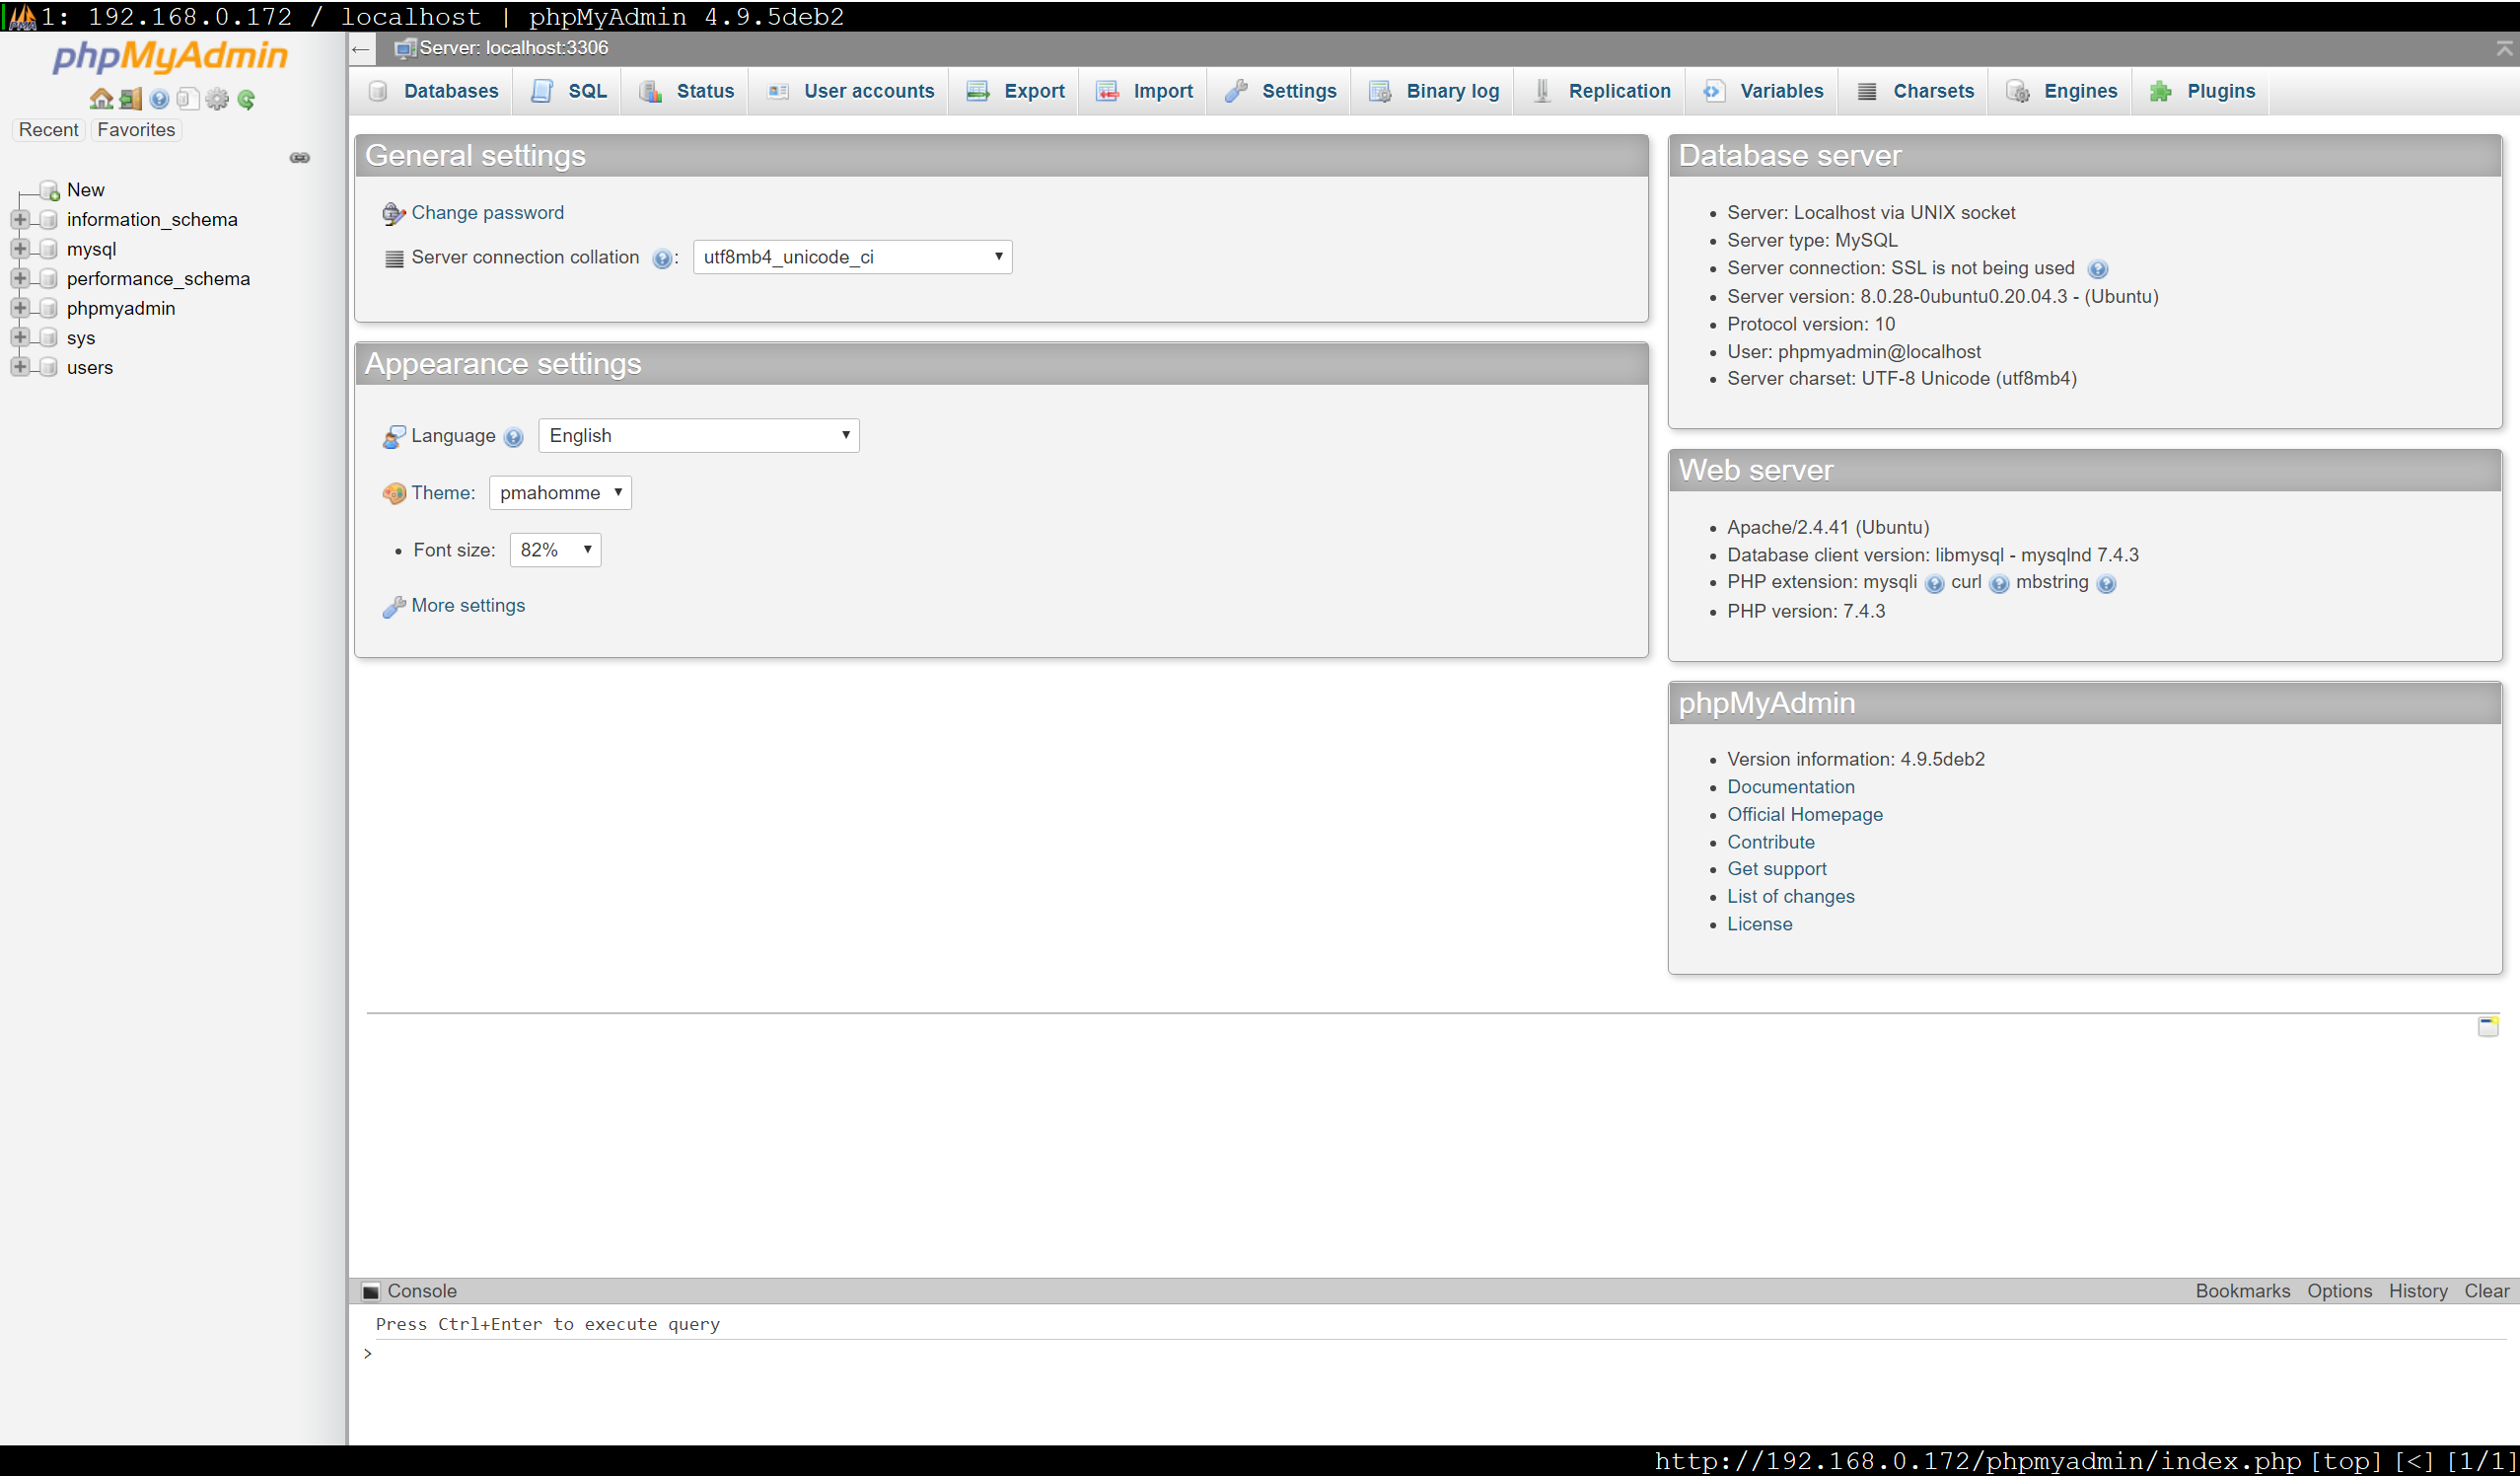 1: 192.168.0.172 / localhost | phpMyAdmin 4.9.5deb2
phpMyAdmin
Recent Favorites
New
information_schema
mysql
performance_schema
phpmyadmin
sys
users
← Server: localhost:3306
Databases SQL Status User accounts Export Import Settings Binary log Replication Variables Charsets Engines Plugins
General settings
Change password
Server connection collation : utf8mb4_unicode_ci
Appearance settings
Language English
Theme: pmahomme
• Font size: 82%
More settings
Database server
• Server: Localhost via UNIX socket
• Server type: MySQL
• Server connection: SSL is not being used
• Server version: 8.0.28-0ubuntu0.20.04.3 - (Ubuntu)
• Protocol version: 10
• User: phpmyadmin@localhost
• Server charset: UTF-8 Unicode (utf8mb4)
Web server
• Apache/2.4.41 (Ubuntu)
• Database client version: libmysql - mysqlnd 7.4.3
• PHP extension: mysqli curl mbstring
• PHP version: 7.4.3
phpMyAdmin
• Version information: 4.9.5deb2
• Documentation
• Official Homepage
• Contribute
• Get support
• List of changes
• License
Console Bookmarks Options History Clear
Press Ctrl+Enter to execute query
>
http://192.168.0.172/phpmyadmin/index.php [top] [<] [1/1]